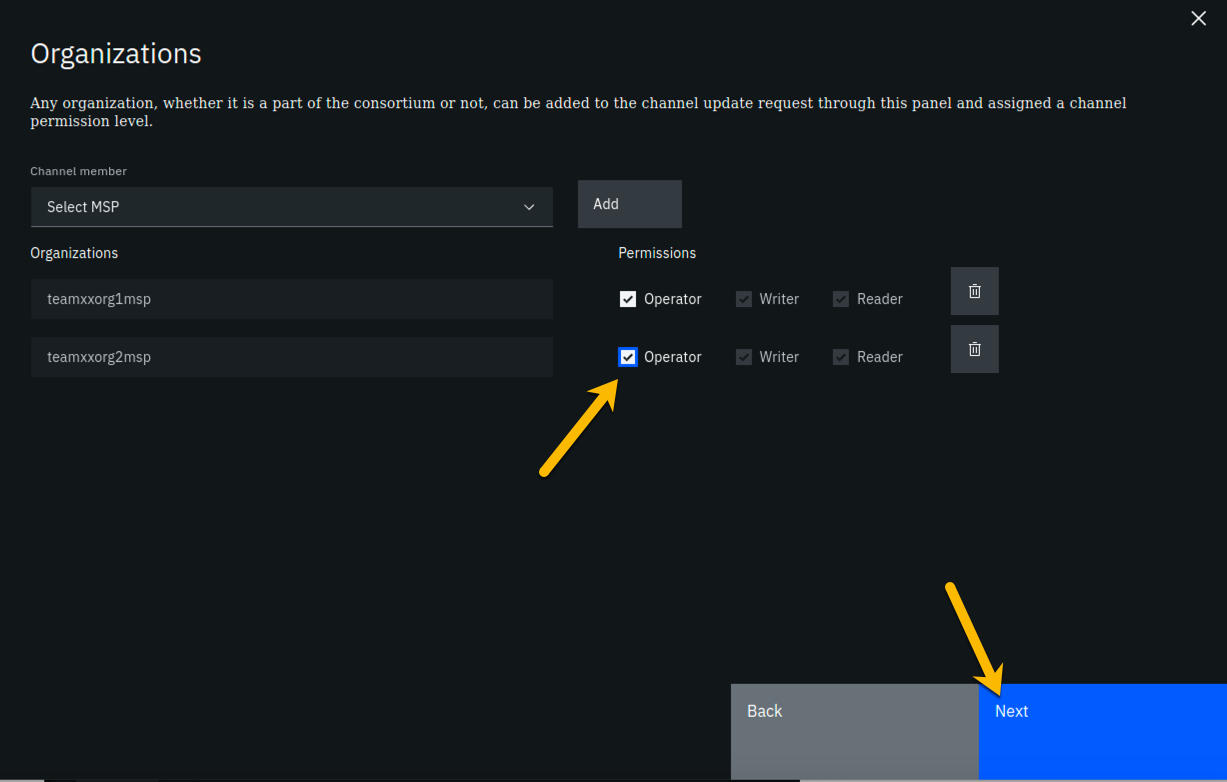 Organizations
Any organization, whether it is a part of the consortium or not, can be added to the channel update request through this panel and assigned a channel
permission level.
Channel member
Select MSP
Add
Organizations Permissions
teamxxorg1msp Operator Writer Reader
teamxxorg2msp Operator Writer Reader
Back Next